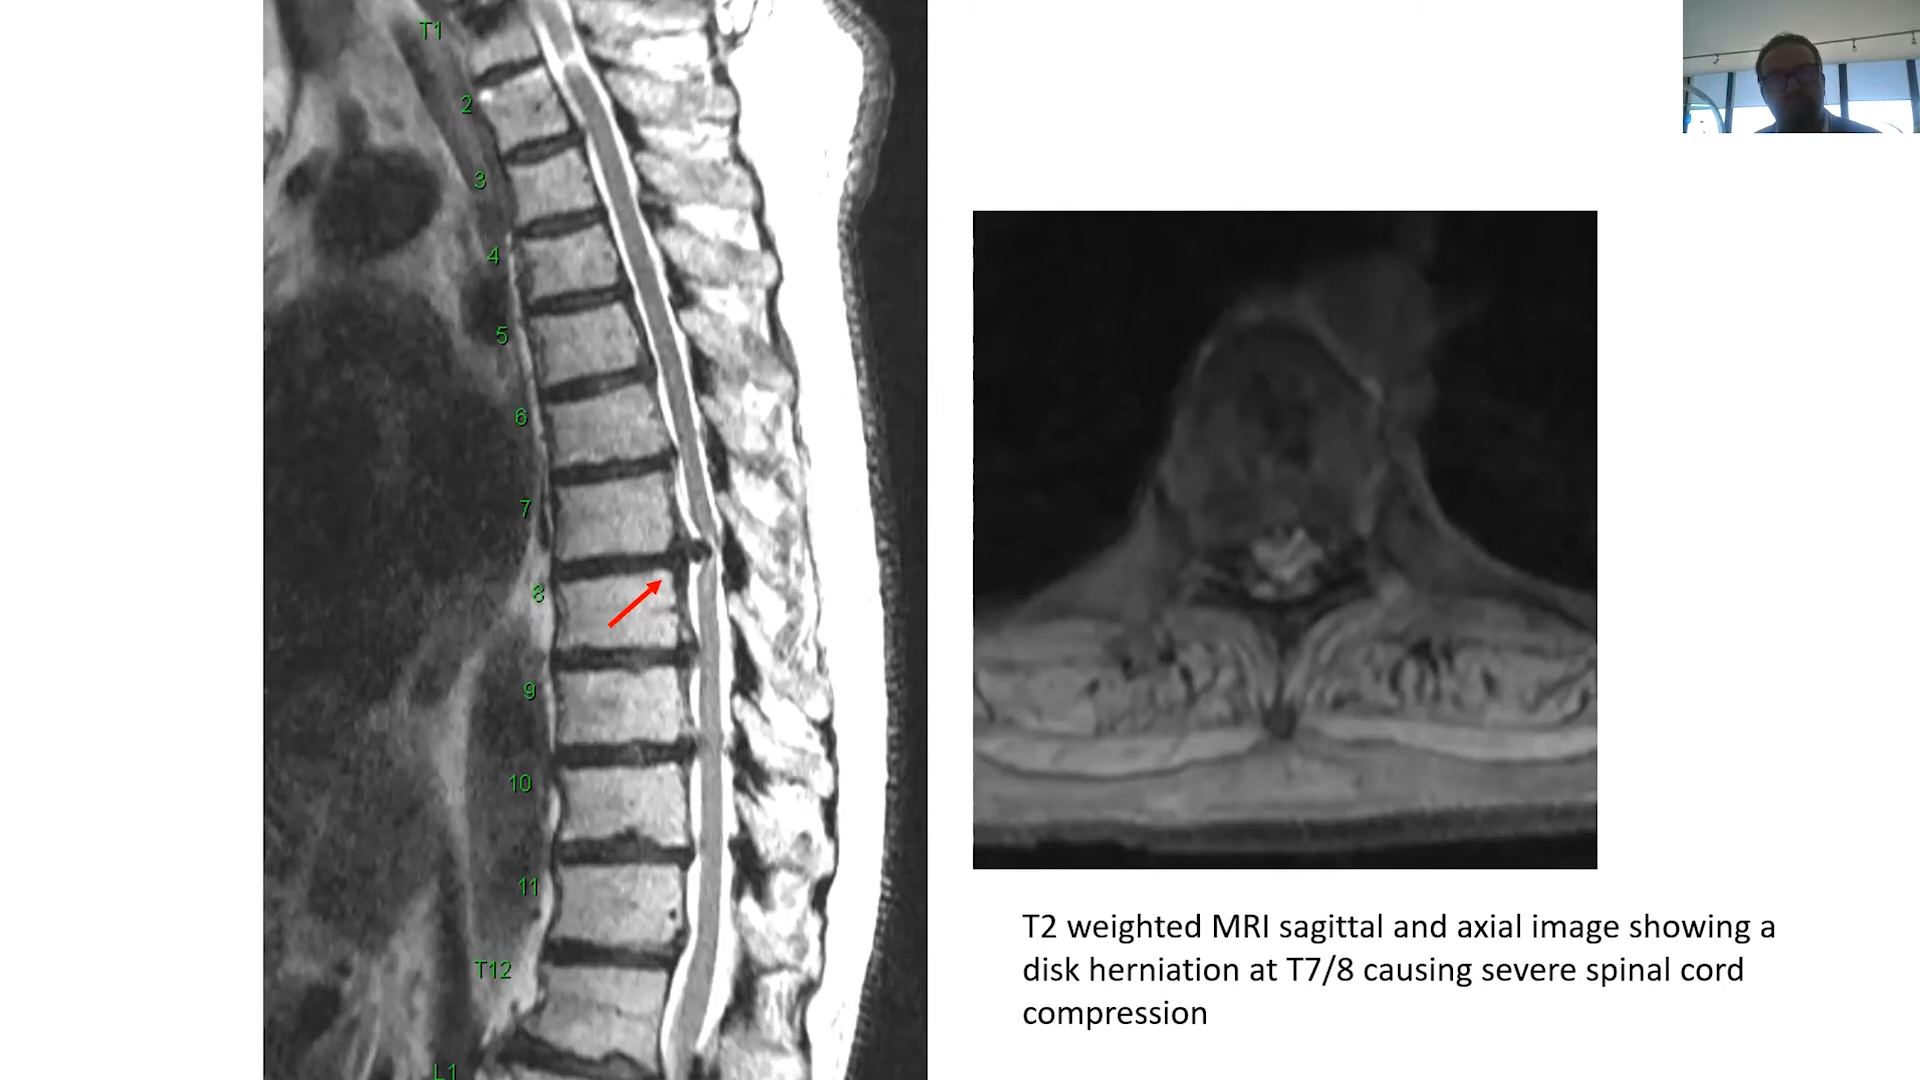 T1
2
3
4
5
6
7
8
9
10
11
T12
L1
T2 weighted MRI sagittal and axial image showing a
disk herniation at T7/8 causing severe spinal cord
compression